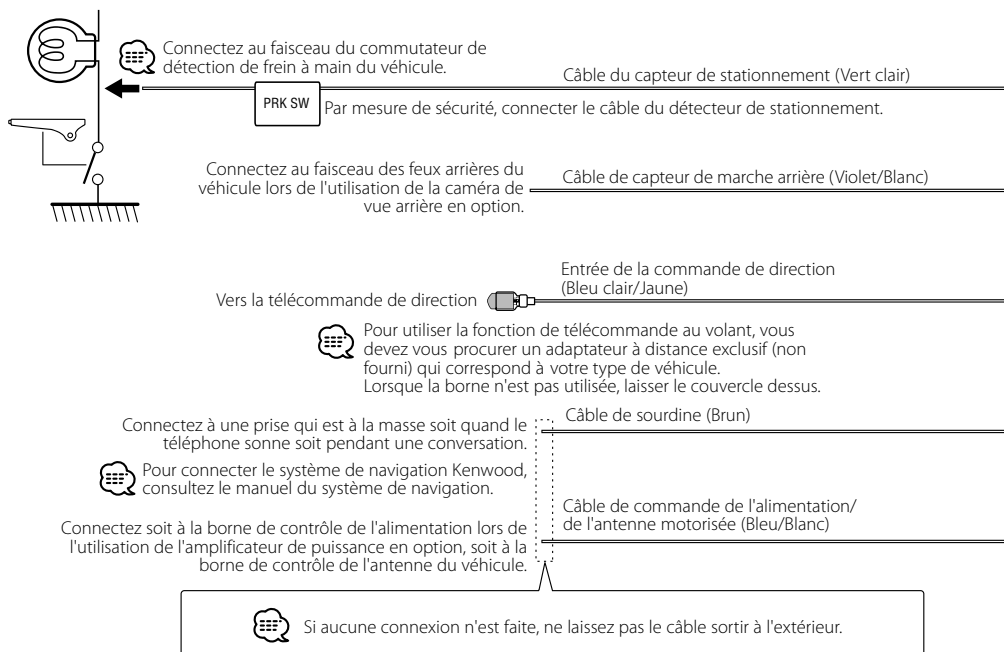 Connectez au faisceau du commutateur de
détection de frein à main du véhicule.
Câble du capteur de stationnement (Vert clair)
PRK SW
Par mesure de sécurité, connecter le câble du détecteur de stationnement.
Connectez au faisceau des feux arrières du
véhicule lors de l'utilisation de la caméra de
vue arrière en option.
Câble de capteur de marche arrière (Violet/Blanc)
Entrée de la commande de direction
(Bleu clair/Jaune)
Vers la télécommande de direction
Pour utiliser la fonction de télécommande au volant, vous
devez vous procurer un adaptateur à distance exclusif (non
fourni) qui correspond à votre type de véhicule.
Lorsque la borne n'est pas utilisée, laisser le couvercle dessus.
Câble de sourdine (Brun)
Connectez à une prise qui est à la masse soit quand le
téléphone sonne soit pendant une conversation.
Pour connecter le système de navigation Kenwood,
consultez le manuel du système de navigation.
Câble de commande de l'alimentation/
de l'antenne motorisée (Bleu/Blanc)
Connectez soit à la borne de contrôle de l'alimentation lors de
l'utilisation de l'amplificateur de puissance en option, soit à la
borne de contrôle de l'antenne du véhicule.
Si aucune connexion n'est faite, ne laissez pas le câble sortir à l'extérieur.